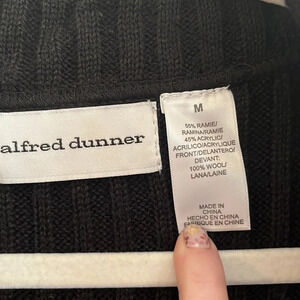 alfred dunner
M
55% RAMIE/
RAMINA/RAMIE
45% ACRYLIC/
ACRILICO/ACRYLIQUE
FRONT/DELANTERO/
DEVANT:
100% WOOL/
LANA/LAINE
MADE IN
CHINA
HECHO EN CHINA
FABRIQUE EN CHINE